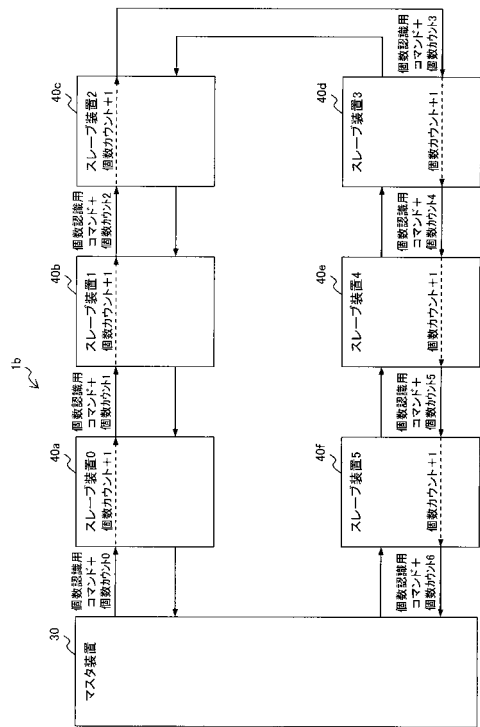 1b
30
マスタ装置
個数認識用
コマンド+
個数カウント0
40a
スレーブ装置0
個数カウント+1
個数認識用
コマンド+
個数カウント1
40b
スレーブ装置1
個数カウント+1
個数認識用
コマンド+
個数カウント2
40c
スレーブ装置2
個数カウント+1
個数認識用
コマンド+
個数カウント3
40d
スレーブ装置3
個数カウント+1
個数認識用
コマンド+
個数カウント4
40e
スレーブ装置4
個数カウント+1
個数認識用
コマンド+
個数カウント5
40f
スレーブ装置5
個数カウント+1
個数認識用
コマンド+
個数カウント6